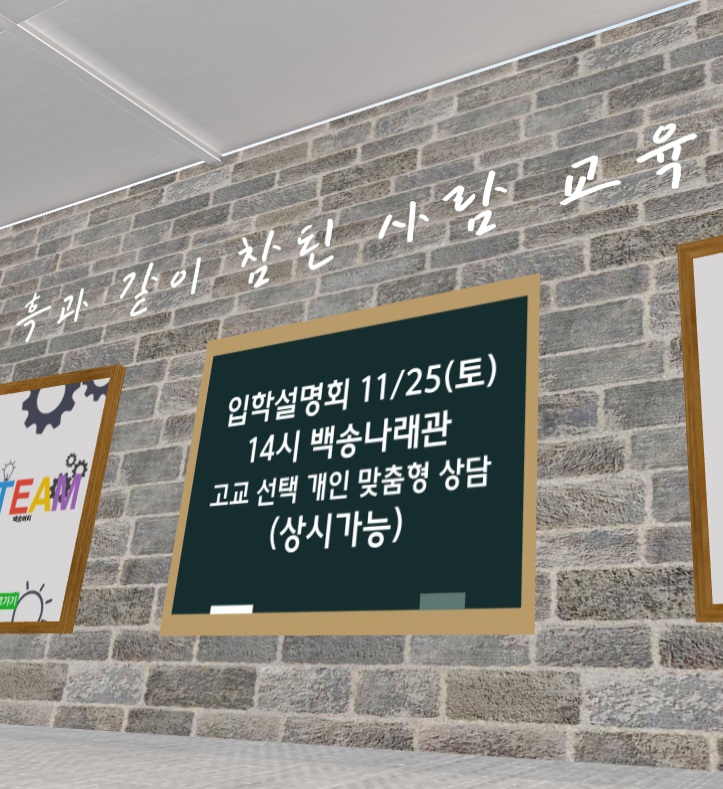 흙과 같이 참된 사람 교육
입학설명회 11/25(토)
14시 백송나래관
고교 선택 개인 맞춤형 상담
(상시가능)
TEAM